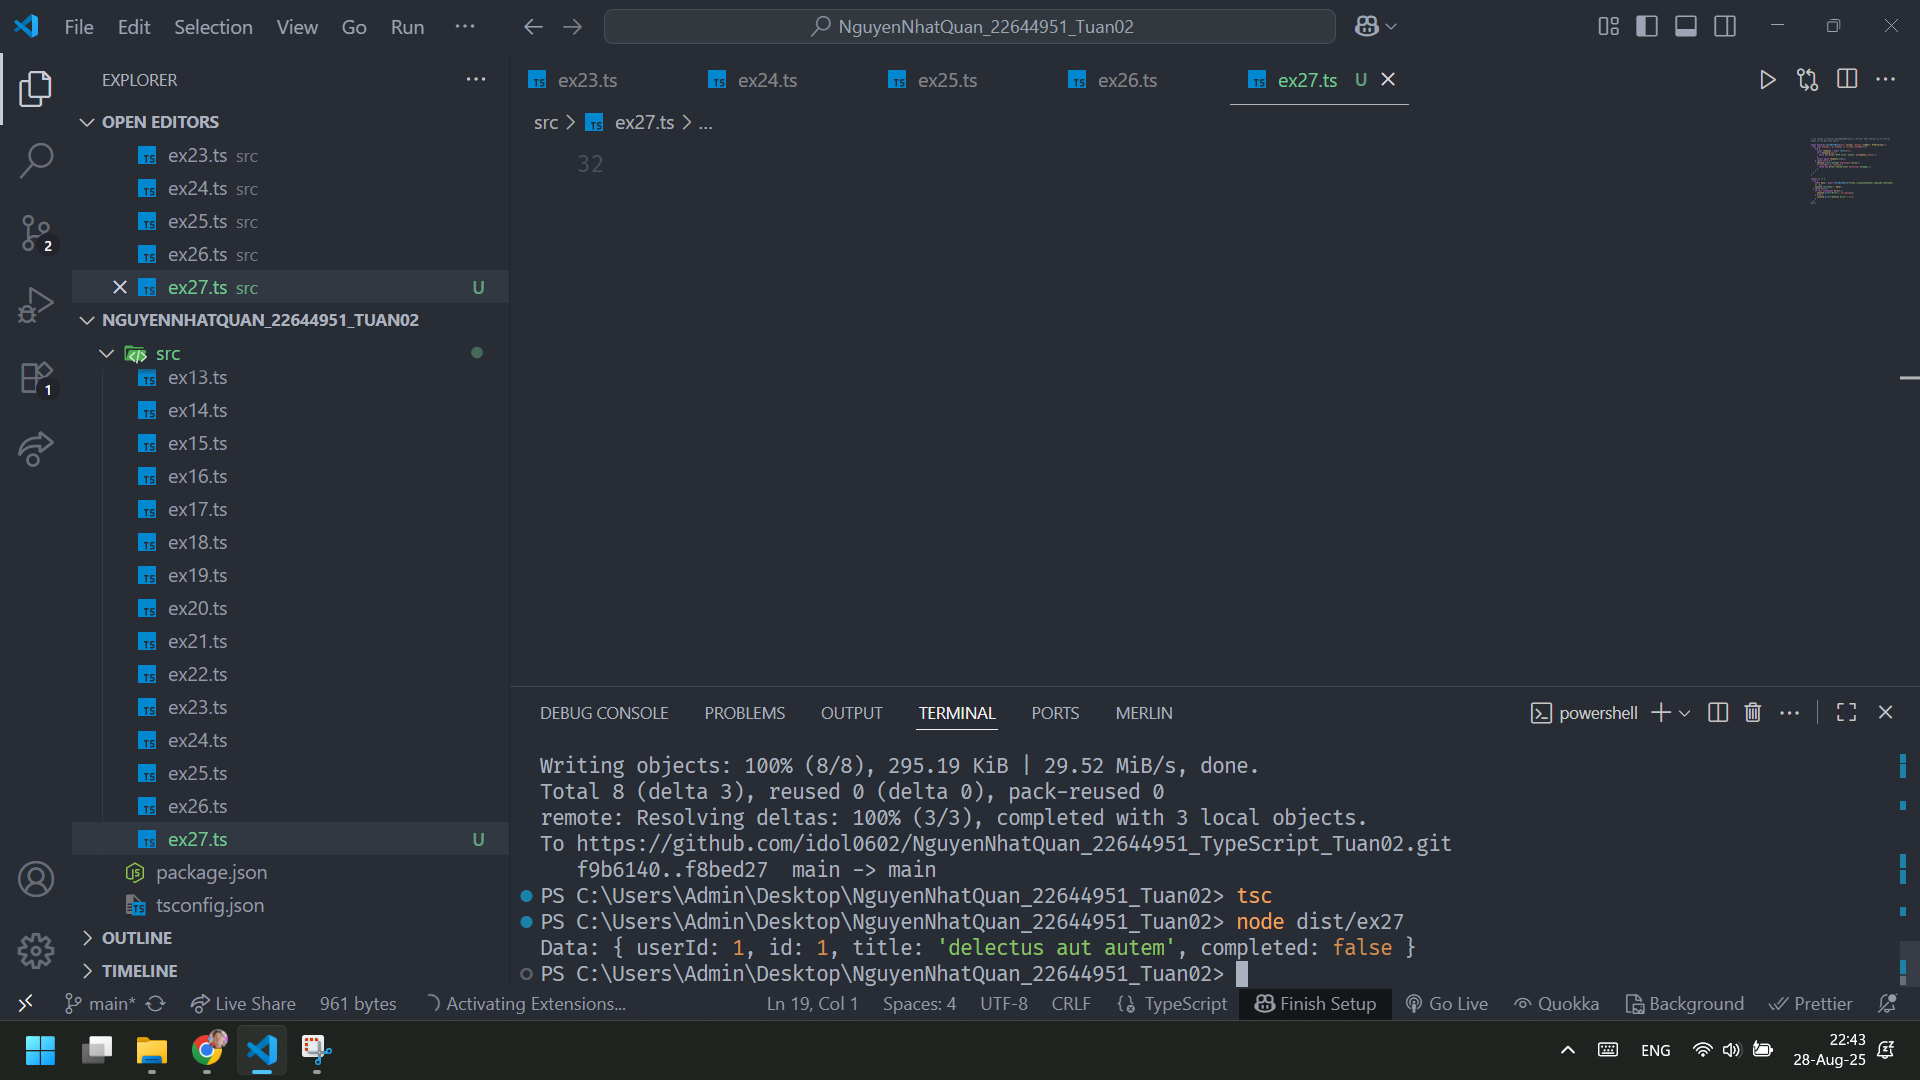 File Edit Selection View Go Run ···
NguyenNhatQuan_22644951_Tuan02
EXPLORER
OPEN EDITORS
ex23.ts src
ex24.ts src
ex25.ts src
ex26.ts src
ex27.ts src U
NGUYENNHATQUAN_22644951_TUAN02
src
ex13.ts
ex14.ts
ex15.ts
ex16.ts
ex17.ts
ex18.ts
ex19.ts
ex20.ts
ex21.ts
ex22.ts
ex23.ts
ex24.ts
ex25.ts
ex26.ts
ex27.ts U
package.json
tsconfig.json
OUTLINE
TIMELINE
2
1
ex23.ts ex24.ts ex25.ts ex26.ts ex27.ts U
src > ex27.ts > ...
32
DEBUG CONSOLE PROBLEMS OUTPUT TERMINAL PORTS MERLIN
powershell
Writing objects: 100% (8/8), 295.19 KiB | 29.52 MiB/s, done.
Total 8 (delta 3), reused 0 (delta 0), pack-reused 0
remote: Resolving deltas: 100% (3/3), completed with 3 local objects.
To https://github.com/idol0602/NguyenNhatQuan_22644951_TypeScript_Tuan02.git
f9b6140..f8bed27  main -> main
PS C:\Users\Admin\Desktop\NguyenNhatQuan_22644951_Tuan02> tsc
PS C:\Users\Admin\Desktop\NguyenNhatQuan_22644951_Tuan02> node dist/ex27
Data: { userId: 1, id: 1, title: 'delectus aut autem', completed: false }
PS C:\Users\Admin\Desktop\NguyenNhatQuan_22644951_Tuan02>
main* Live Share 961 bytes Activating Extensions... Ln 19, Col 1 Spaces: 4 UTF-8 CRLF {} TypeScript Finish Setup Go Live Quokka Background Prettier
ENG
22:43
28-Aug-25